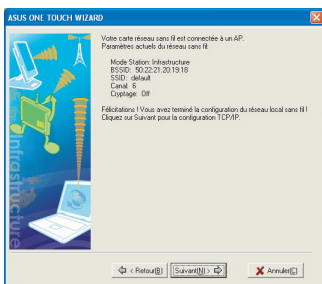 ASUS ONE TOUCH WIZARD
Votre carte réseau sans fil est connectée à un AP.
Paramètres actuels du réseau sans fil:
Mode Station: Infrastructure
BSSID: 50:22:21:20:19:18
SSID: default
Canal: 6
Cryptage: Off
Félicitations ! Vous avez terminé la configuration du réseau local sans fil !
Cliquez sur Suivant pour la configuration TCP/IP.
Infrastructure
< Retour(B)
Suivant(N) >
Annuler(C)